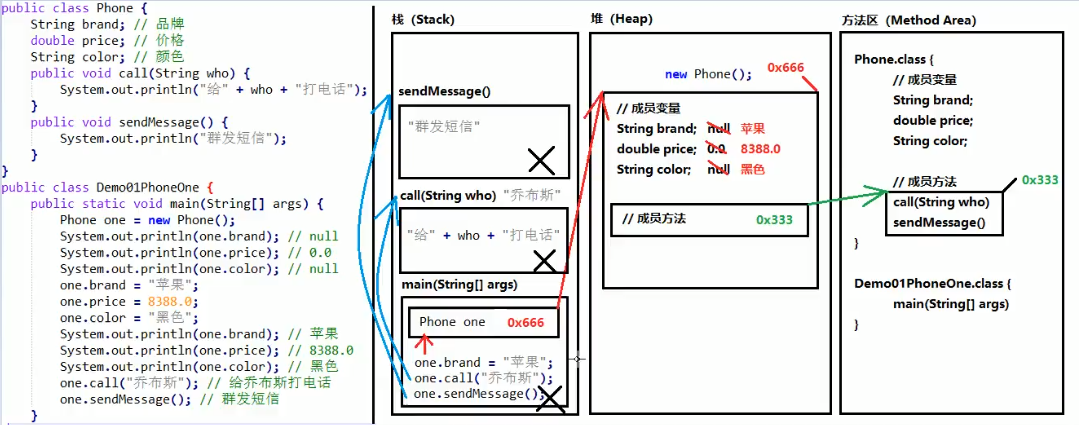 public class Phone {
String brand; // 品牌
double price; // 价格
String color; // 颜色
public void call(String who) {
System.out.println("给" + who + "打电话");
}
public void sendMessage() {
System.out.println("群发短信");
}
}
public class Demo01PhoneOne {
public static void main(String[] args) {
Phone one = new Phone();
System.out.println(one.brand); // null
System.out.println(one.price); // 0.0
System.out.println(one.color); // null
one.brand = "苹果";
one.price = 8388.0;
one.color = "黑色";
System.out.println(one.brand); // 苹果
System.out.println(one.price); // 8388.0
System.out.println(one.color); // 黑色
one.call("乔布斯"); // 给乔布斯打电话
one.sendMessage(); // 群发短信
}
栈（Stack）
sendMessage()
"群发短信"
call(String who) "乔布斯"
"给" + who + "打电话"
main(String[] args)
Phone one 0x666
one.brand = "苹果";
one.call("乔布斯");
one.sendMessage();
堆（Heap）
new Phone(); 0x666
// 成员变量
String brand; null 苹果
double price; 0.0 8388.0
String color; null 黑色
// 成员方法 0x333
方法区（Method Area）
Phone.class {
// 成员变量
String brand;
double price;
String color;
// 成员方法 0x333
call(String who)
sendMessage()
}
Demo01PhoneOne.class {
main(String[] args)
}